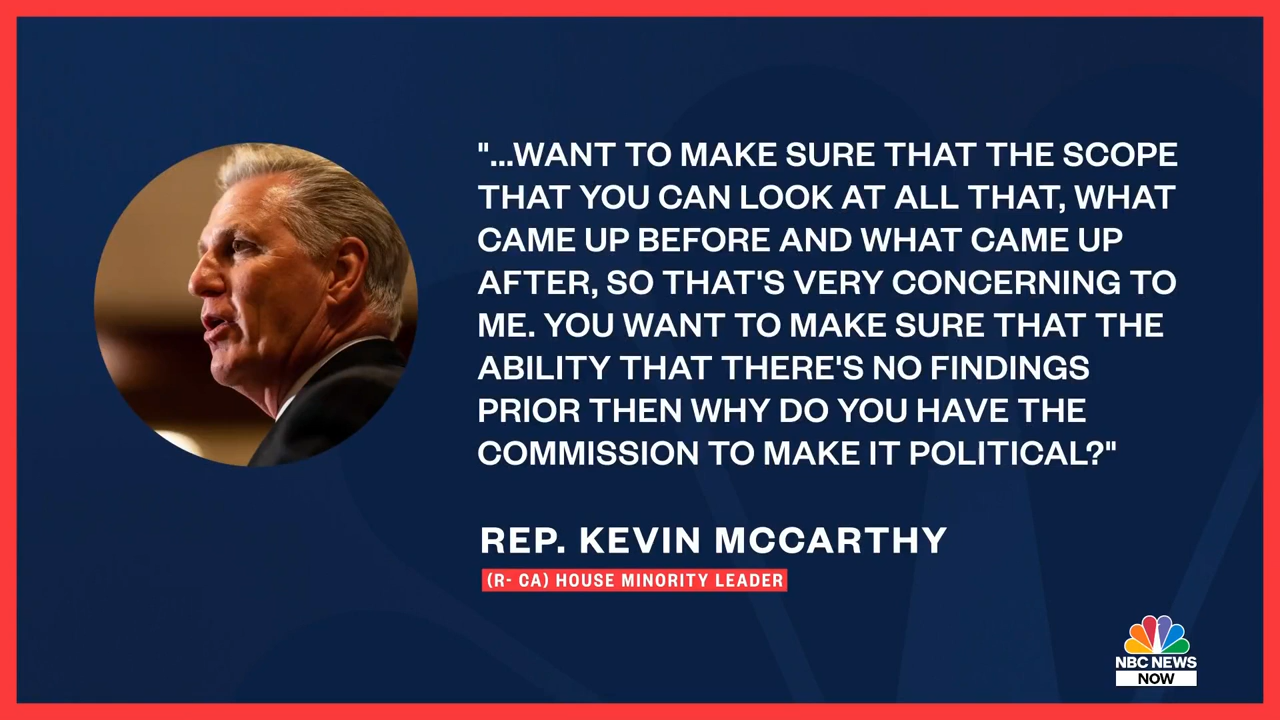 "...WANT TO MAKE SURE THAT THE SCOPE
THAT YOU CAN LOOK AT ALL THAT, WHAT
CAME UP BEFORE AND WHAT CAME UP
AFTER, SO THAT'S VERY CONCERNING TO
ME. YOU WANT TO MAKE SURE THAT THE
ABILITY THAT THERE'S NO FINDINGS
PRIOR THEN WHY DO YOU HAVE THE
COMMISSION TO MAKE IT POLITICAL?"
REP. KEVIN MCCARTHY
(R- CA) HOUSE MINORITY LEADER
NBC NEWS
NOW